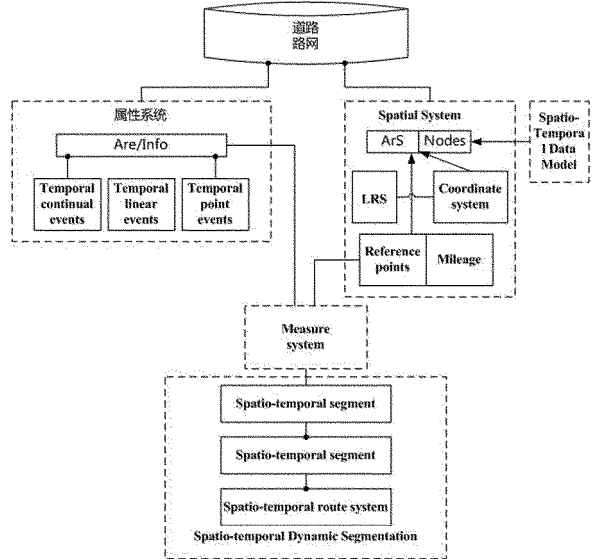 道路
路网
属性系统
Are/Info
Temporal
continual
events
Temporal
linear
events
Temporal
point
events
Spatial System
ArS
Nodes
LRS
Coordinate
system
Reference
points
Mileage
Spatio-
Tempora
l Data
Model
Measure
system
Spatio-temporal segment
Spatio-temporal segment
Spatio-temporal route system
Spatio-temporal Dynamic Segmentation